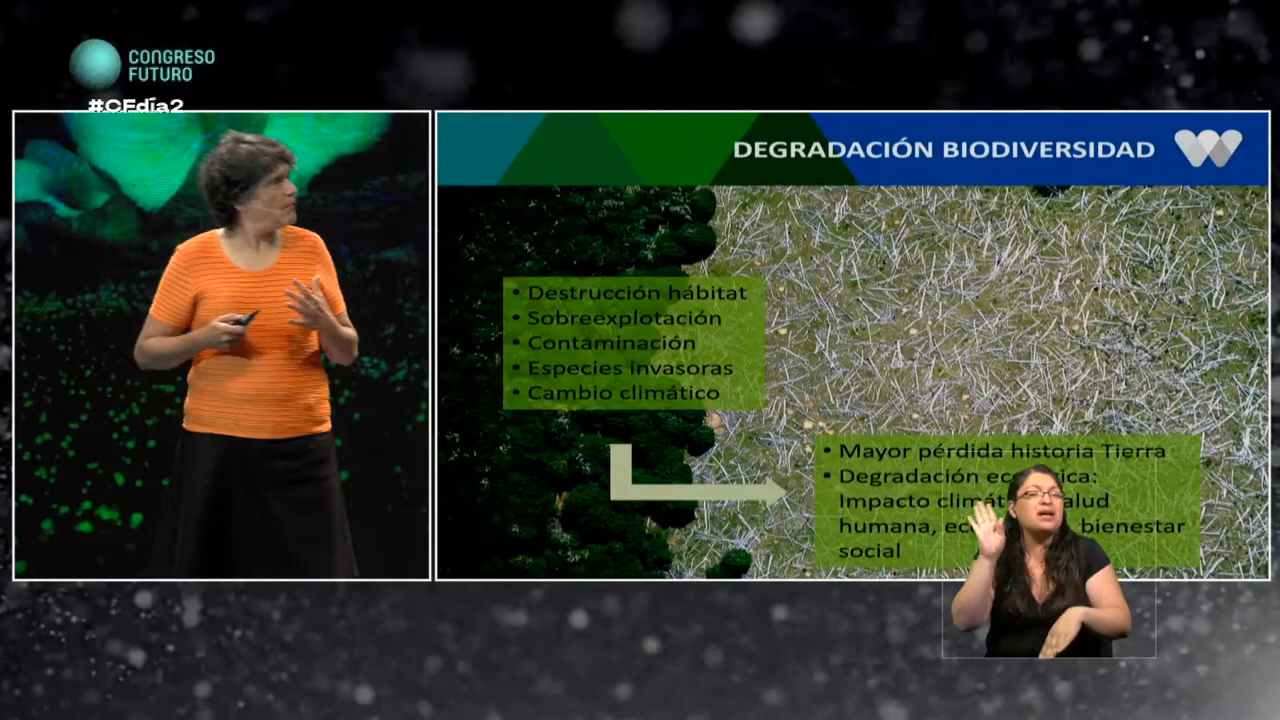 CONGRESO
FUTURO
#CFdía2
DEGRADACIÓN BIODIVERSIDAD
• Destrucción hábitat
• Sobreexplotación
• Contaminación
• Especies invasoras
• Cambio climático
• Mayor pérdida historia Tierra
• Degradación
Impacto
humana, bienestar
social